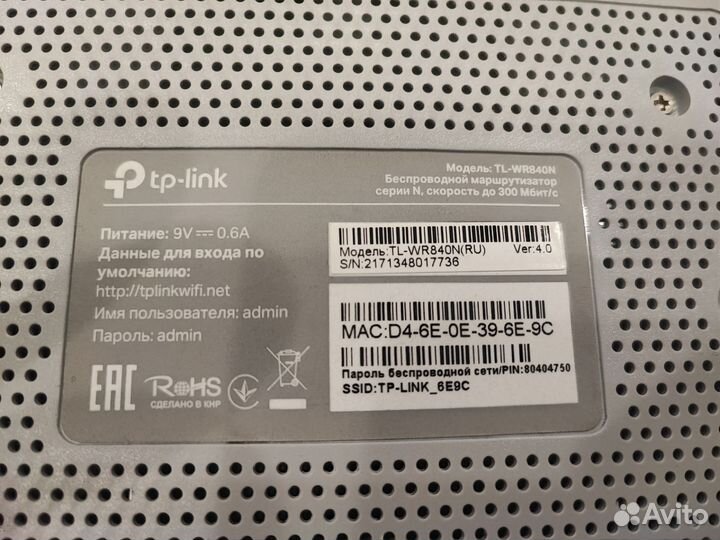 tp-link
Модель: TL-WR840N
Беспроводной маршрутизатор
серии N, скорость до 300 Мбит/с
Питание: 9V 0.6A
Данные для входа по
умолчанию:
http://tplinkwifi.net
Имя пользователя: admin
Пароль: admin
Модель:TL-WR840N(RU) Ver:4.0
S/N:2171348017736
MAC:D4-6E-0E-39-6E-9C
Пароль беспроводной сети/PIN:80404750
SSID:TP-LINK_6E9C
EAC
RoHS
СДЕЛАНО В КНР
Avito